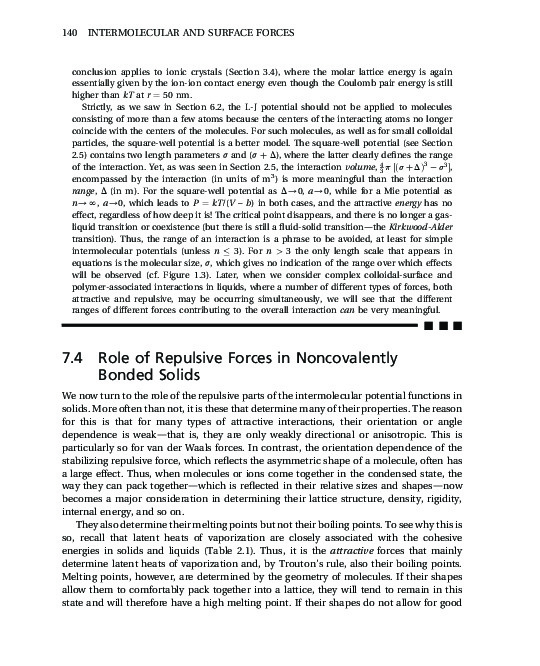 140 INTERMOLECULAR AND SURFACE FORCES
conclusion applies to ionic crystals (Section 3.4), where the molar lattice energy is again
essentially given by the ion-ion contact energy even though the Coulomb pair energy is still
higher than kT at r = 50 nm.
Strictly, as we saw in Section 6.2, the L-J potential should not be applied to molecules
consisting of more than a few atoms because the centers of the interacting atoms no longer
coincide with the centers of the molecules. For such molecules, as well as for small colloidal
particles, the square-well potential is a better model. The square-well potential (see Section
2.5) contains two length parameters σ and (σ + Δ), where the latter clearly defines the range
of the interaction. Yet, as was seen in Section 2.5, the interaction volume, 4/3 π [(σ+Δ)³ − σ³],
encompassed by the interaction (in units of m³) is more meaningful than the interaction
range, Δ (in m). For the square-well potential as Δ→0, a→0, while for a Mie potential as
n→∞, a→0, which leads to P = kT/(V − b) in both cases, and the attractive energy has no
effect, regardless of how deep it is! The critical point disappears, and there is no longer a gas-
liquid transition or coexistence (but there is still a fluid-solid transition—the Kirkwood-Alder
transition). Thus, the range of an interaction is a phrase to be avoided, at least for simple
intermolecular potentials (unless n ≤ 3). For n > 3 the only length scale that appears in
equations is the molecular size, σ, which gives no indication of the range over which effects
will be observed (cf. Figure 1.3). Later, when we consider complex colloidal-surface and
polymer-associated interactions in liquids, where a number of different types of forces, both
attractive and repulsive, may be occurring simultaneously, we will see that the different
ranges of different forces contributing to the overall interaction can be very meaningful.
7.4 Role of Repulsive Forces in Noncovalently
Bonded Solids
We now turn to the role of the repulsive parts of the intermolecular potential functions in
solids. More often than not, it is these that determine many of their properties. The reason
for this is that for many types of attractive interactions, their orientation or angle
dependence is weak—that is, they are only weakly directional or anisotropic. This is
particularly so for van der Waals forces. In contrast, the orientation dependence of the
stabilizing repulsive force, which reflects the asymmetric shape of a molecule, often has
a large effect. Thus, when molecules or ions come together in the condensed state, the
way they can pack together—which is reflected in their relative sizes and shapes—now
becomes a major consideration in determining their lattice structure, density, rigidity,
internal energy, and so on.
They also determine their melting points but not their boiling points. To see why this is
so, recall that latent heats of vaporization are closely associated with the cohesive
energies in solids and liquids (Table 2.1). Thus, it is the attractive forces that mainly
determine latent heats of vaporization and, by Trouton's rule, also their boiling points.
Melting points, however, are determined by the geometry of molecules. If their shapes
allow them to comfortably pack together into a lattice, they will tend to remain in this
state and will therefore have a high melting point. If their shapes do not allow for good